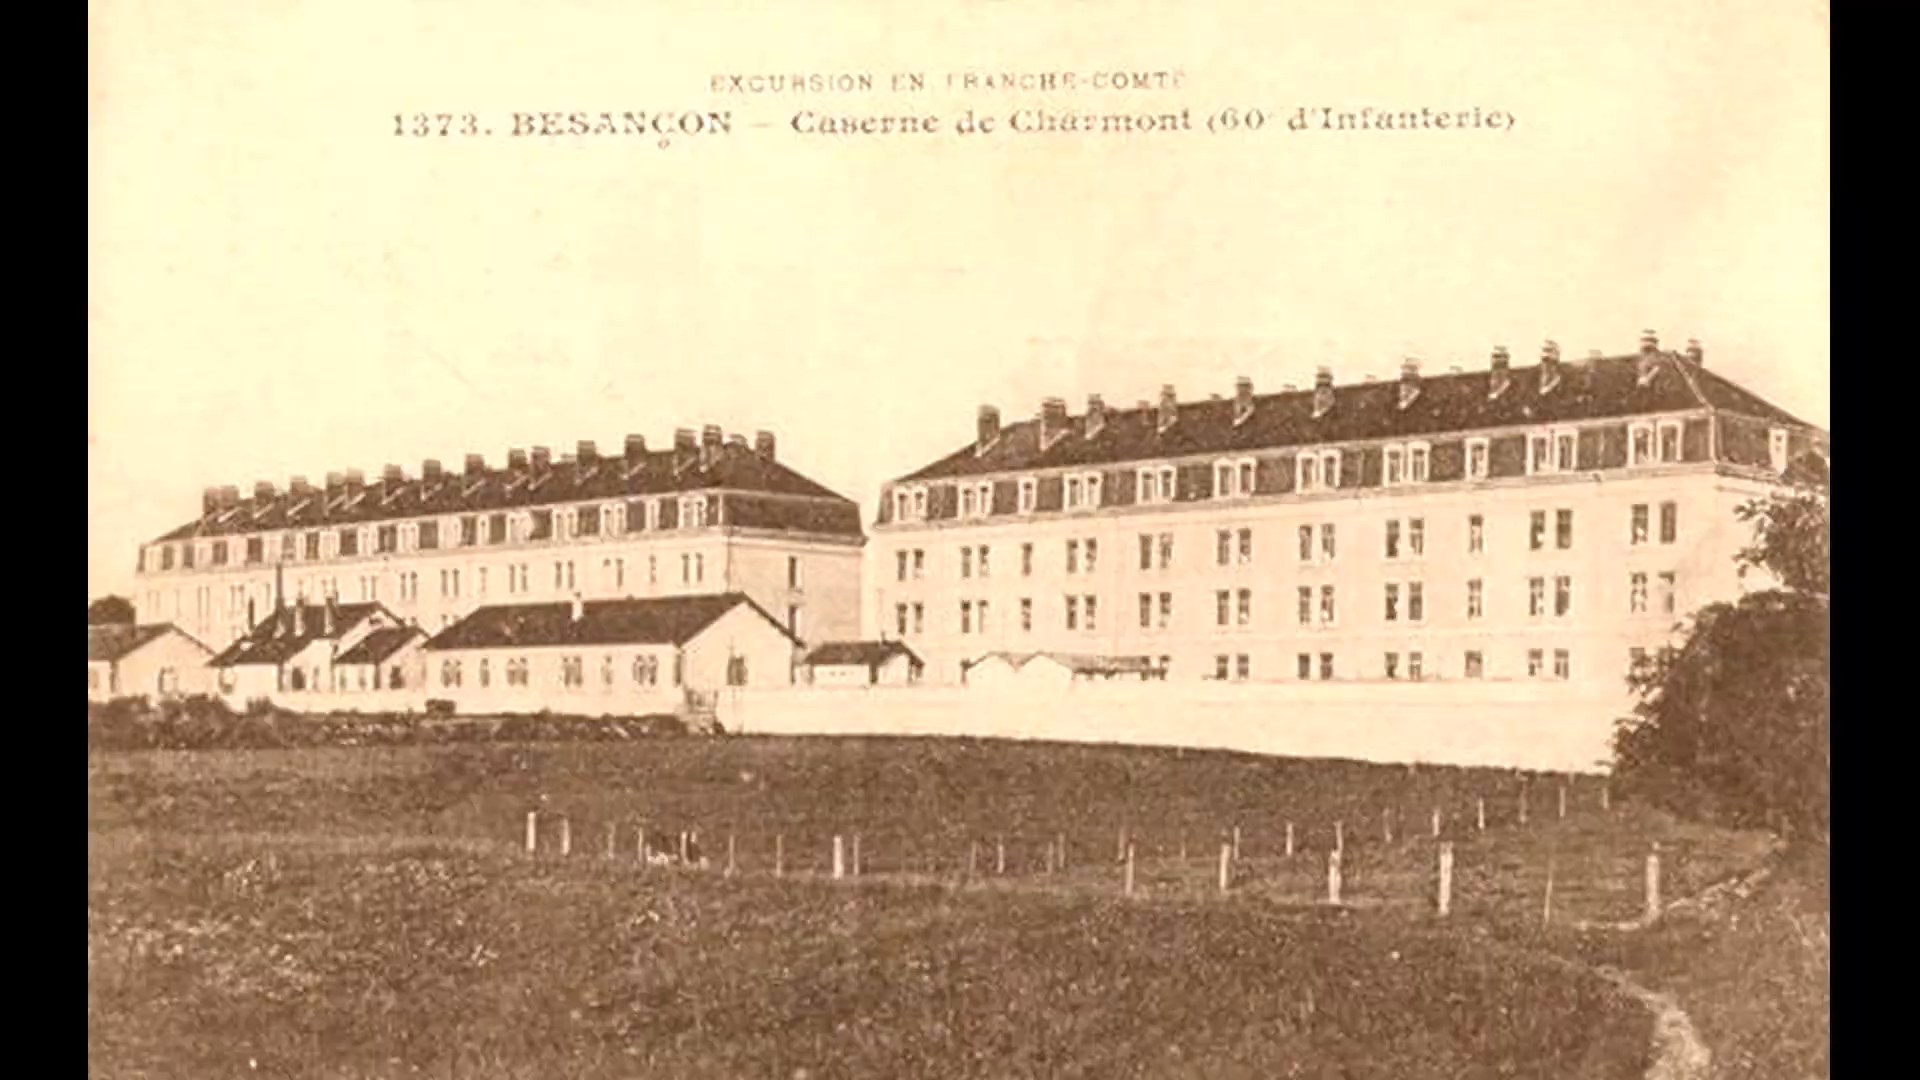 EXCURSION EN FRANCHE-COMTÉ
1373. BESANÇON — Caserne de Charmont (60e d'Infanterie)